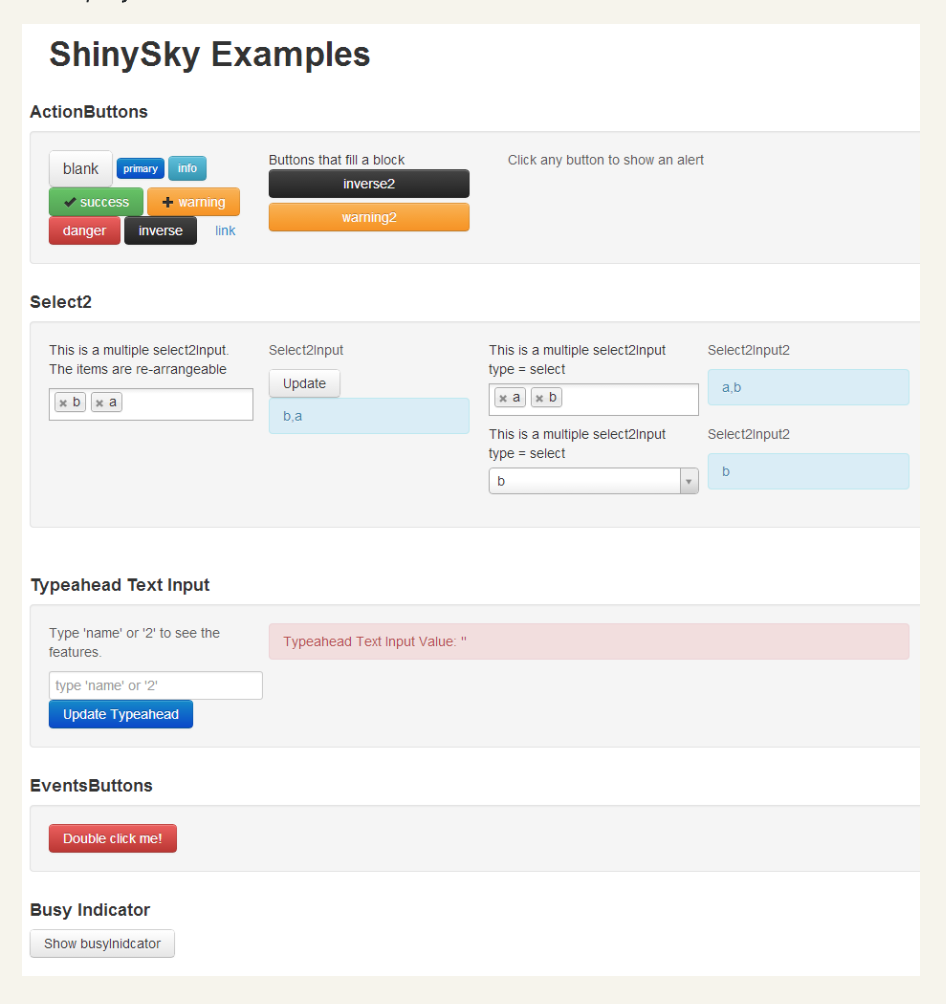 ShinySky Examples
ActionButtons
blank primary info
success warning
danger inverse link
Buttons that fill a block
inverse2
warning2
Click any button to show an alert
Select2
This is a multiple select2Input.
The items are re-arrangeable
b a
Select2Input
Update
b,a
This is a multiple select2Input
type = select
a b
Select2Input2
a,b
This is a multiple select2Input
type = select
b
Select2Input2
b
Typeahead Text Input
Type 'name' or '2' to see the
features.
type 'name' or '2'
Update Typeahead
Typeahead Text Input Value: ''
EventsButtons
Double click me!
Busy Indicator
Show busyInidcator